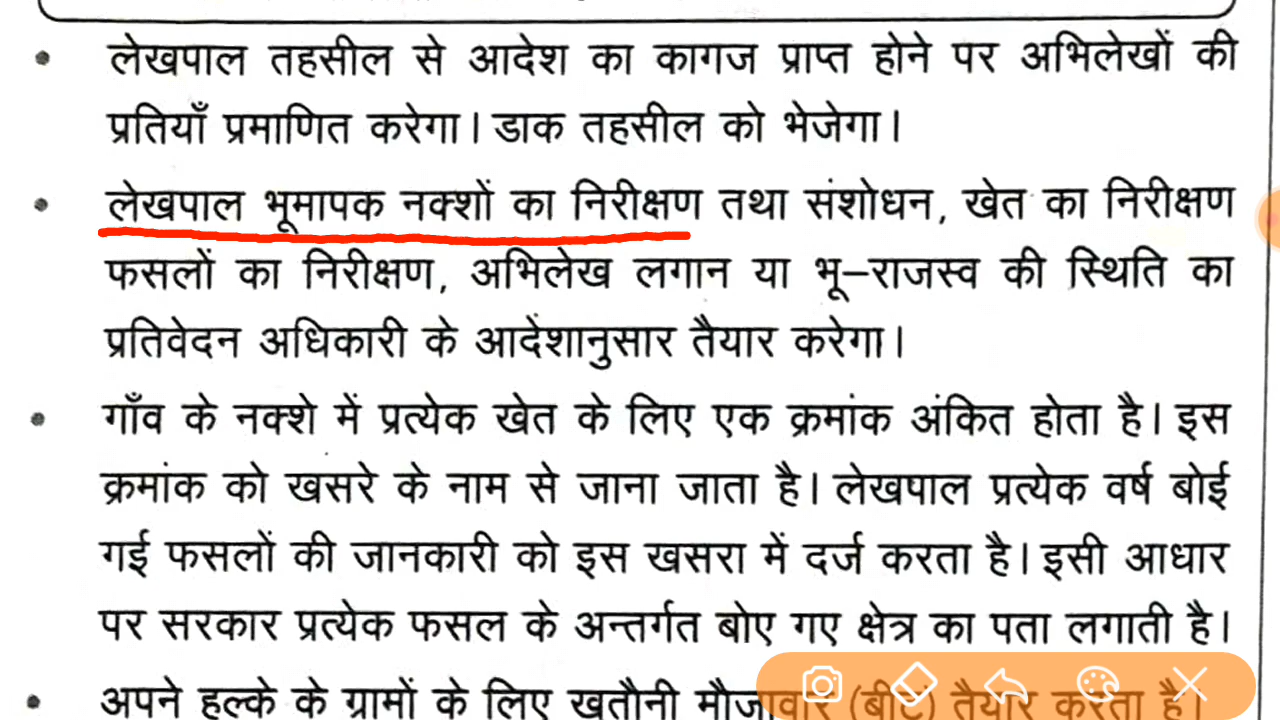 लेखपाल तहसील से आदेश का कागज प्राप्त होने पर अभिलेखों की
प्रतियाँ प्रमाणित करेगा। डाक तहसील को भेजेगा।
लेखपाल भूमापक नक्शों का निरीक्षण तथा संशोधन, खेत का निरीक्षण
फसलों का निरीक्षण, अभिलेख लगान या भू–राजस्व की स्थिति का
प्रतिवेदन अधिकारी के आदेशानुसार तैयार करेगा।
गाँव के नक्शे में प्रत्येक खेत के लिए एक क्रमांक अंकित होता है। इस
क्रमांक को खसरे के नाम से जाना जाता है। लेखपाल प्रत्येक वर्ष बोई
गई फसलों की जानकारी को इस खसरा में दर्ज करता है। इसी आधार
पर सरकार प्रत्येक फसल के अन्तर्गत बोए गए क्षेत्र का पता लगाती है।
अपने हल्के के ग्रामों के लिए खतौनी मौजावार (बीट) तैयार करता है।